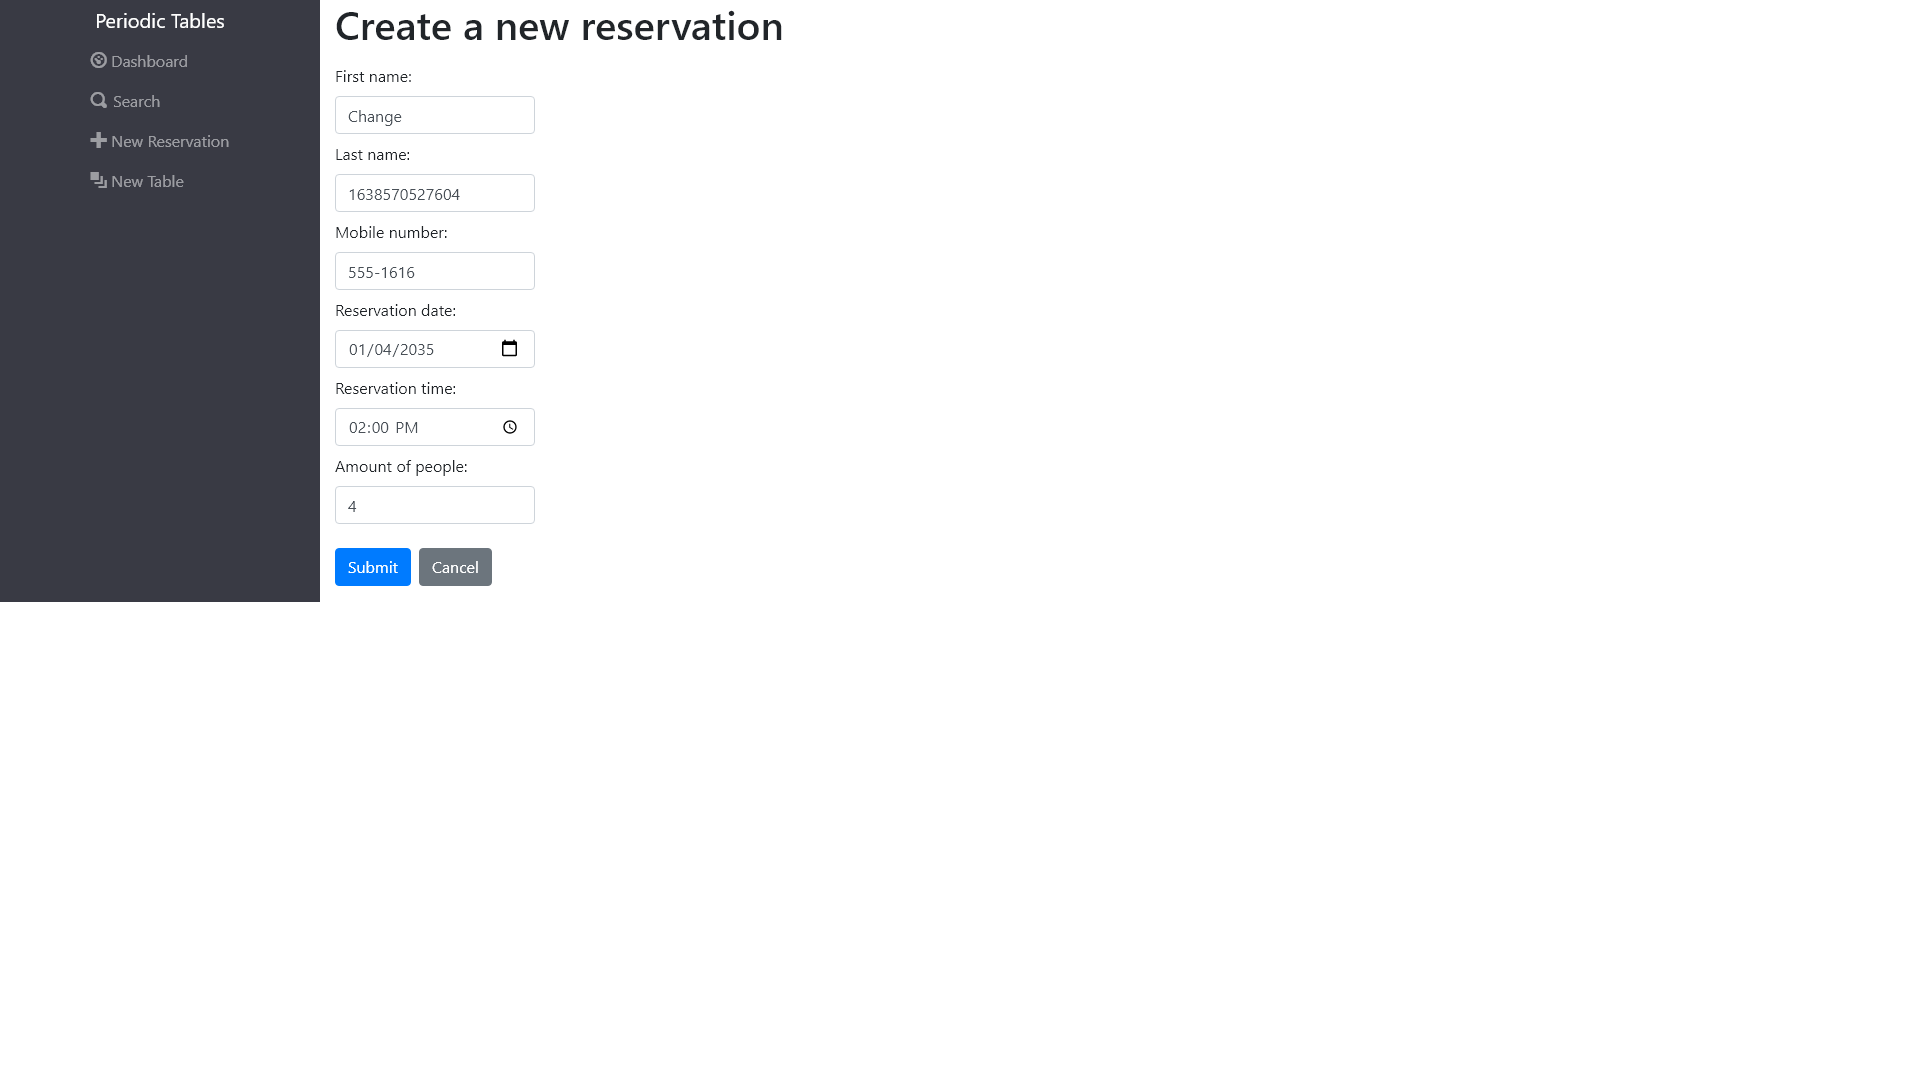 Periodic Tables
Dashboard
Search
New Reservation
New Table
Create a new reservation
First name:
Change
Last name:
1638570527604
Mobile number:
555-1616
Reservation date:
01/04/2035
Reservation time:
02:00 PM
Amount of people:
4
Submit
Cancel